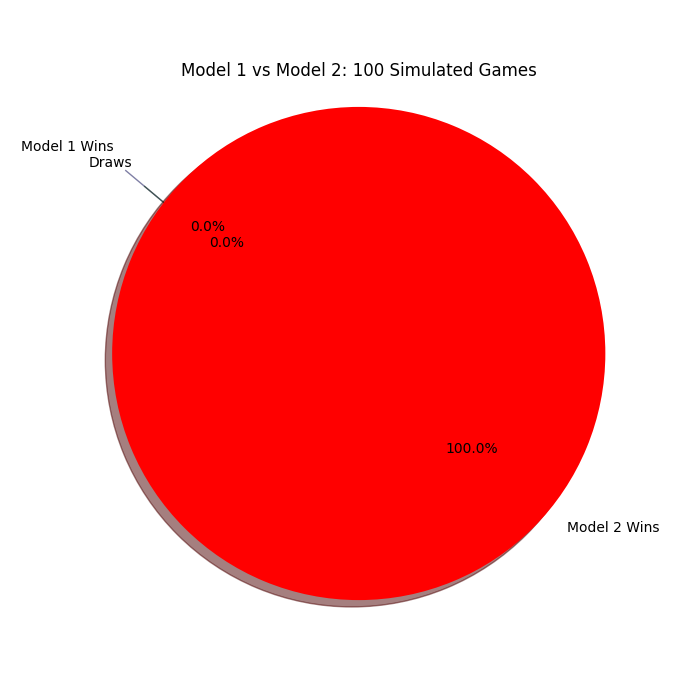 Model 1 vs Model 2: 100 Simulated Games
Model 1 Wins
Draws
0.0%
0.0%
100.0%
Model 2 Wins